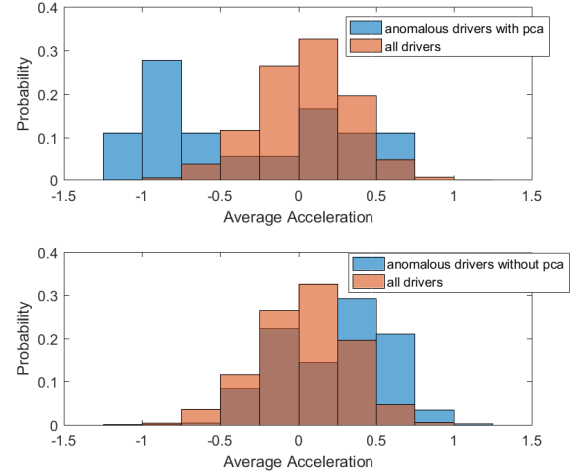 0.4
anomalous drivers with pca
all drivers
0.3
0.2
0.1
0
Probability
-1.5 -1 -0.5 0 0.5 1 1.5
Average Acceleration
0.4
anomalous drivers without pca
all drivers
0.3
0.2
0.1
0
Probability
-1.5 -1 -0.5 0 0.5 1 1.5
Average Acceleration